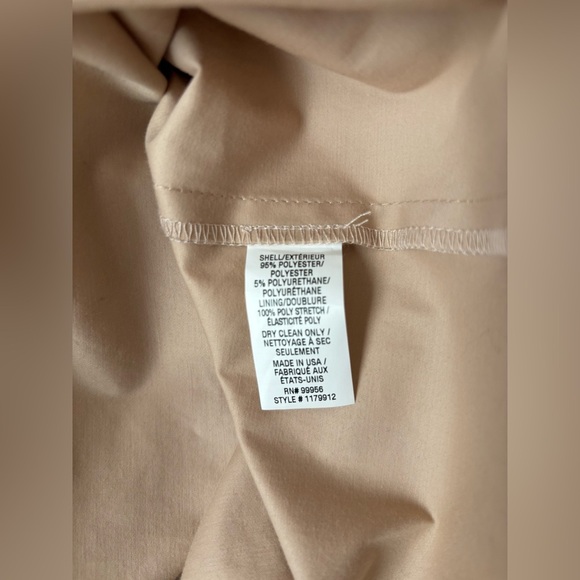 SHELL/EXTÉRIEUR
95% POLYESTER/
POLYESTER
5% POLYURETHANE/
POLYURÉTHANE
LINING/DOUBLURE
100% POLY STRETCH /
ÉLASTICITÉ POLY
DRY CLEAN ONLY /
NETTOYAGE À SEC
SEULEMENT
MADE IN USA /
FABRIQUÉ AUX
ÉTATS-UNIS
RN# 99956
STYLE # 1179912